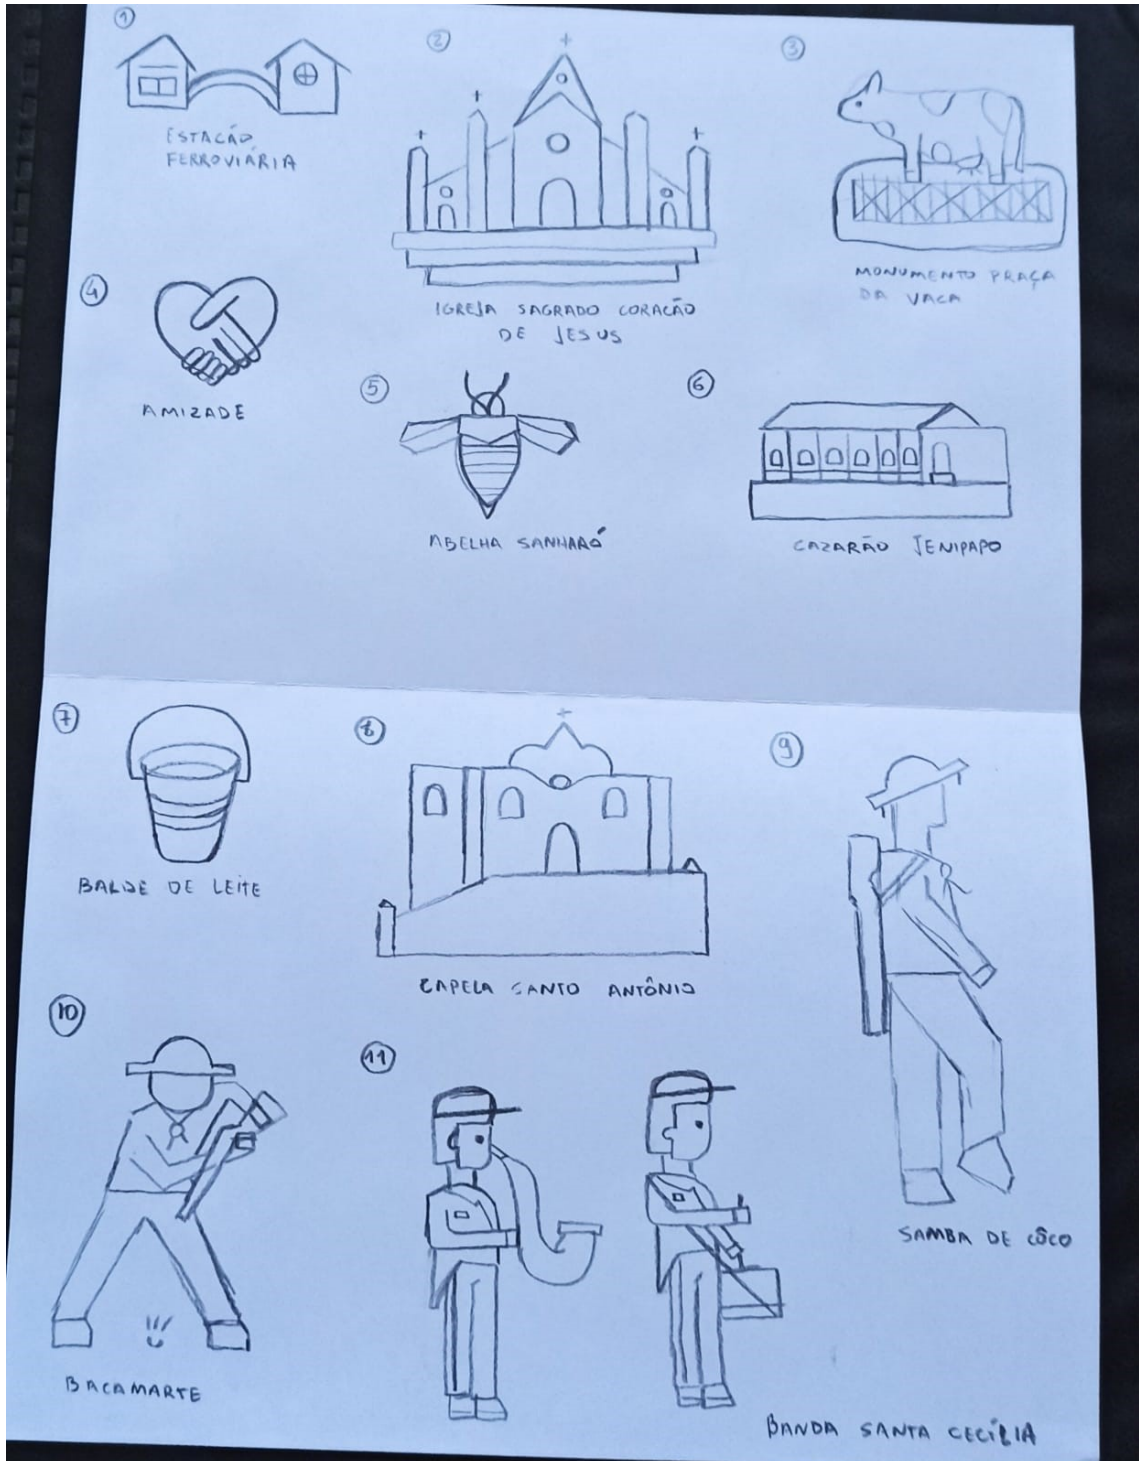 1
ESTACÃO
FERROVIÁRIA
2
IGREJA SAGRADO CORACÃO
DE JESUS
3
MONUMENTO PRAÇA
DA VACA
4
AMIZADE
5
ABELHA SANHARÓ
6
CAZARÃO JENIPAPO
7
BALDE DE LEITE
8
CAPELA SANTO ANTÔNIO
9
SAMBA DE CÔCO
10
BACAMARTE
11
BANDA SANTA CECÍLIA